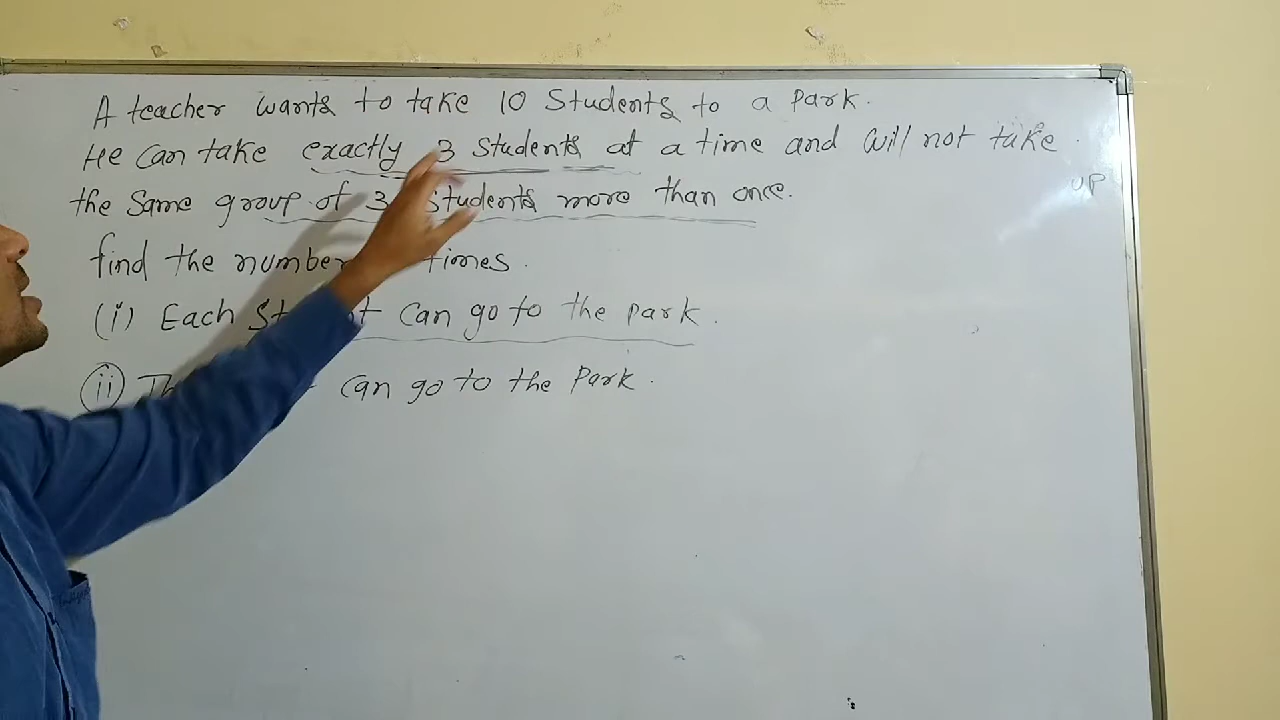 A teacher wants to take 10 Students to a Park.
He Can take exactly 3 Students at a time and will not take
the Same group of 3 Students more than once.
UP
find the number times.
(i) Each can go to the park.
(ii) can go to the Park.